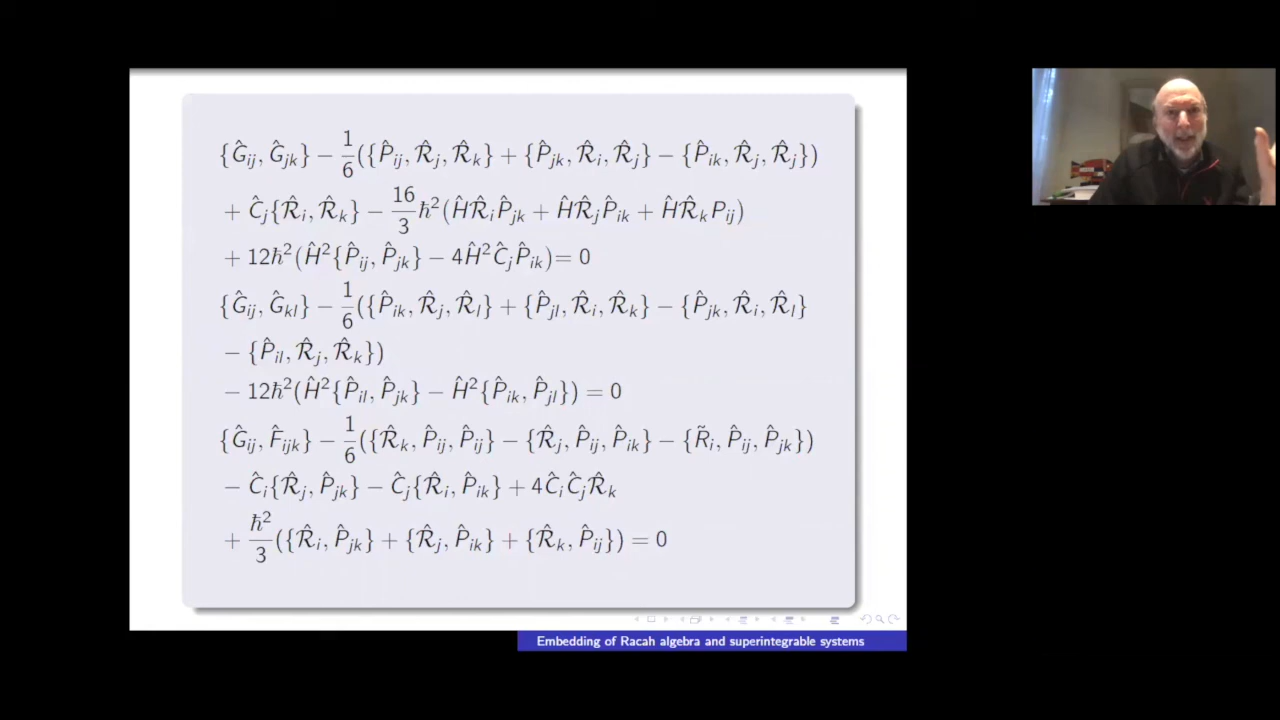 {Ĝ_ij, Ĝ_jk} − 1/6({P̂_ij, R̂_j, R̂_k} + {P̂_jk, R̂_i, R̂_j} − {P̂_ik, R̂_j, R̂_j})
+ Ĉ_j{R̂_i, R̂_k} − 16/3 ħ²(ĤR̂_iP̂_jk + ĤR̂_jP̂_ik + ĤR̂_kP_ij)
+ 12ħ²(Ĥ²{P̂_ij, P̂_jk} − 4Ĥ²Ĉ_jP̂_ik)= 0
{Ĝ_ij, Ĝ_kl} − 1/6({P̂_ik, R̂_j, R̂_l} + {P̂_jl, R̂_i, R̂_k} − {P̂_jk, R̂_i, R̂_l}
− {P̂_il, R̂_j, R̂_k})
− 12ħ²(Ĥ²{P̂_il, P̂_jk} − Ĥ²{P̂_ik, P̂_jl}) = 0
{Ĝ_ij, F̂_ijk} − 1/6({R̂_k, P̂_ij, P̂_ij} − {R̂_j, P̂_ij, P̂_ik} − {R̃_i, P̂_ij, P̂_jk})
− Ĉ_i{R̂_j, P̂_jk} − Ĉ_j{R̂_i, P̂_ik} + 4Ĉ_iĈ_jR̂_k
+ ħ²/3({R̂_i, P̂_jk} + {R̂_j, P̂_ik} + {R̂_k, P̂_ij}) = 0
Embedding of Racah algebra and superintegrable systems